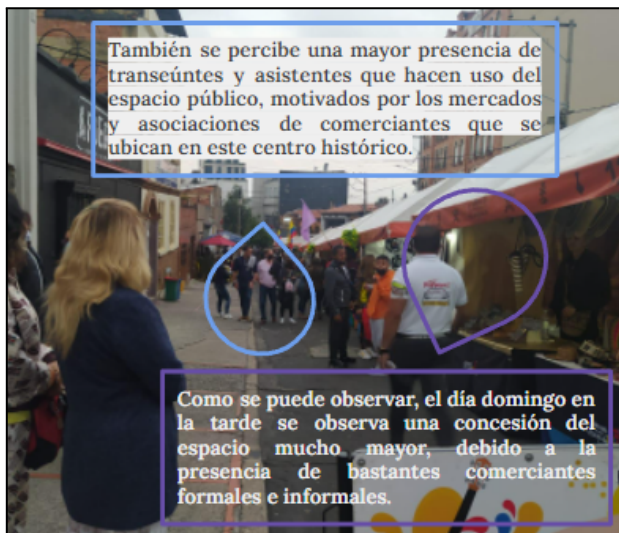 También se percibe una mayor presencia de
transeúntes y asistentes que hacen uso del
espacio público, motivados por los mercados
y asociaciones de comerciantes que se
ubican en este centro histórico.
Como se puede observar, el día domingo en
la tarde se observa una concesión del
espacio mucho mayor, debido a la
presencia de bastantes comerciantes
formales e informales.